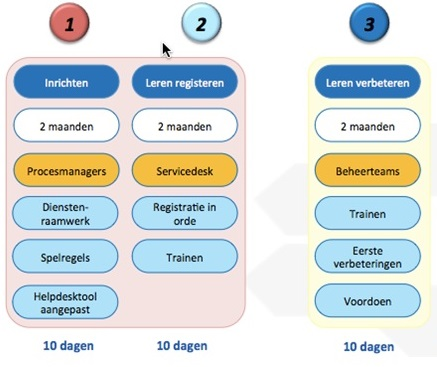 1
2
3
Inrichten
2 maanden
Procesmanagers
Diensten-
raamwerk
Spelregels
Helpdesktool
aangepast
10 dagen
Leren registeren
2 maanden
Servicedesk
Registratie in
orde
Trainen
10 dagen
Leren verbeteren
2 maanden
Beheerteams
Trainen
Eerste
verbeteringen
Voordoen
10 dagen